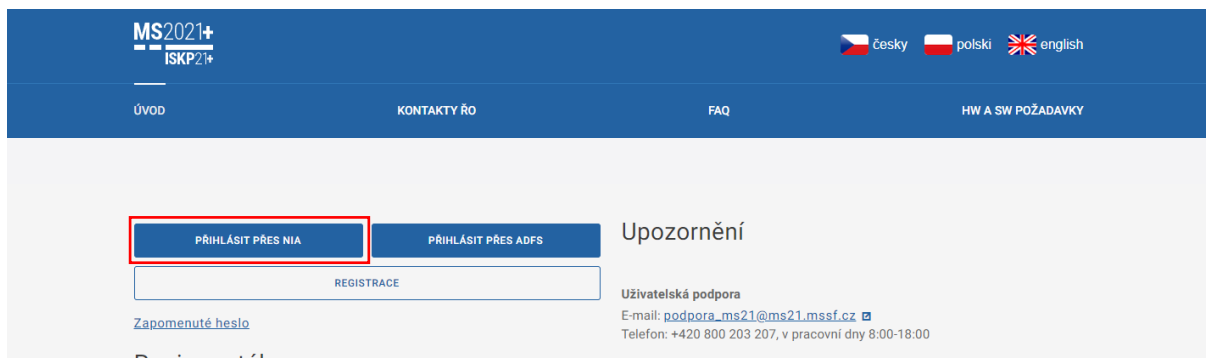 MS2021+
ISKP21+
česky polski english
ÚVOD KONTAKTY ŘO FAQ HW A SW POŽADAVKY
PŘIHLÁSIT PŘES NIA PŘIHLÁSIT PŘES ADFS
REGISTRACE
Zapomenuté heslo
Upozornění
Uživatelská podpora
E-mail: podpora_ms21@ms21.mssf.cz
Telefon: +420 800 203 207, v pracovní dny 8:00-18:00